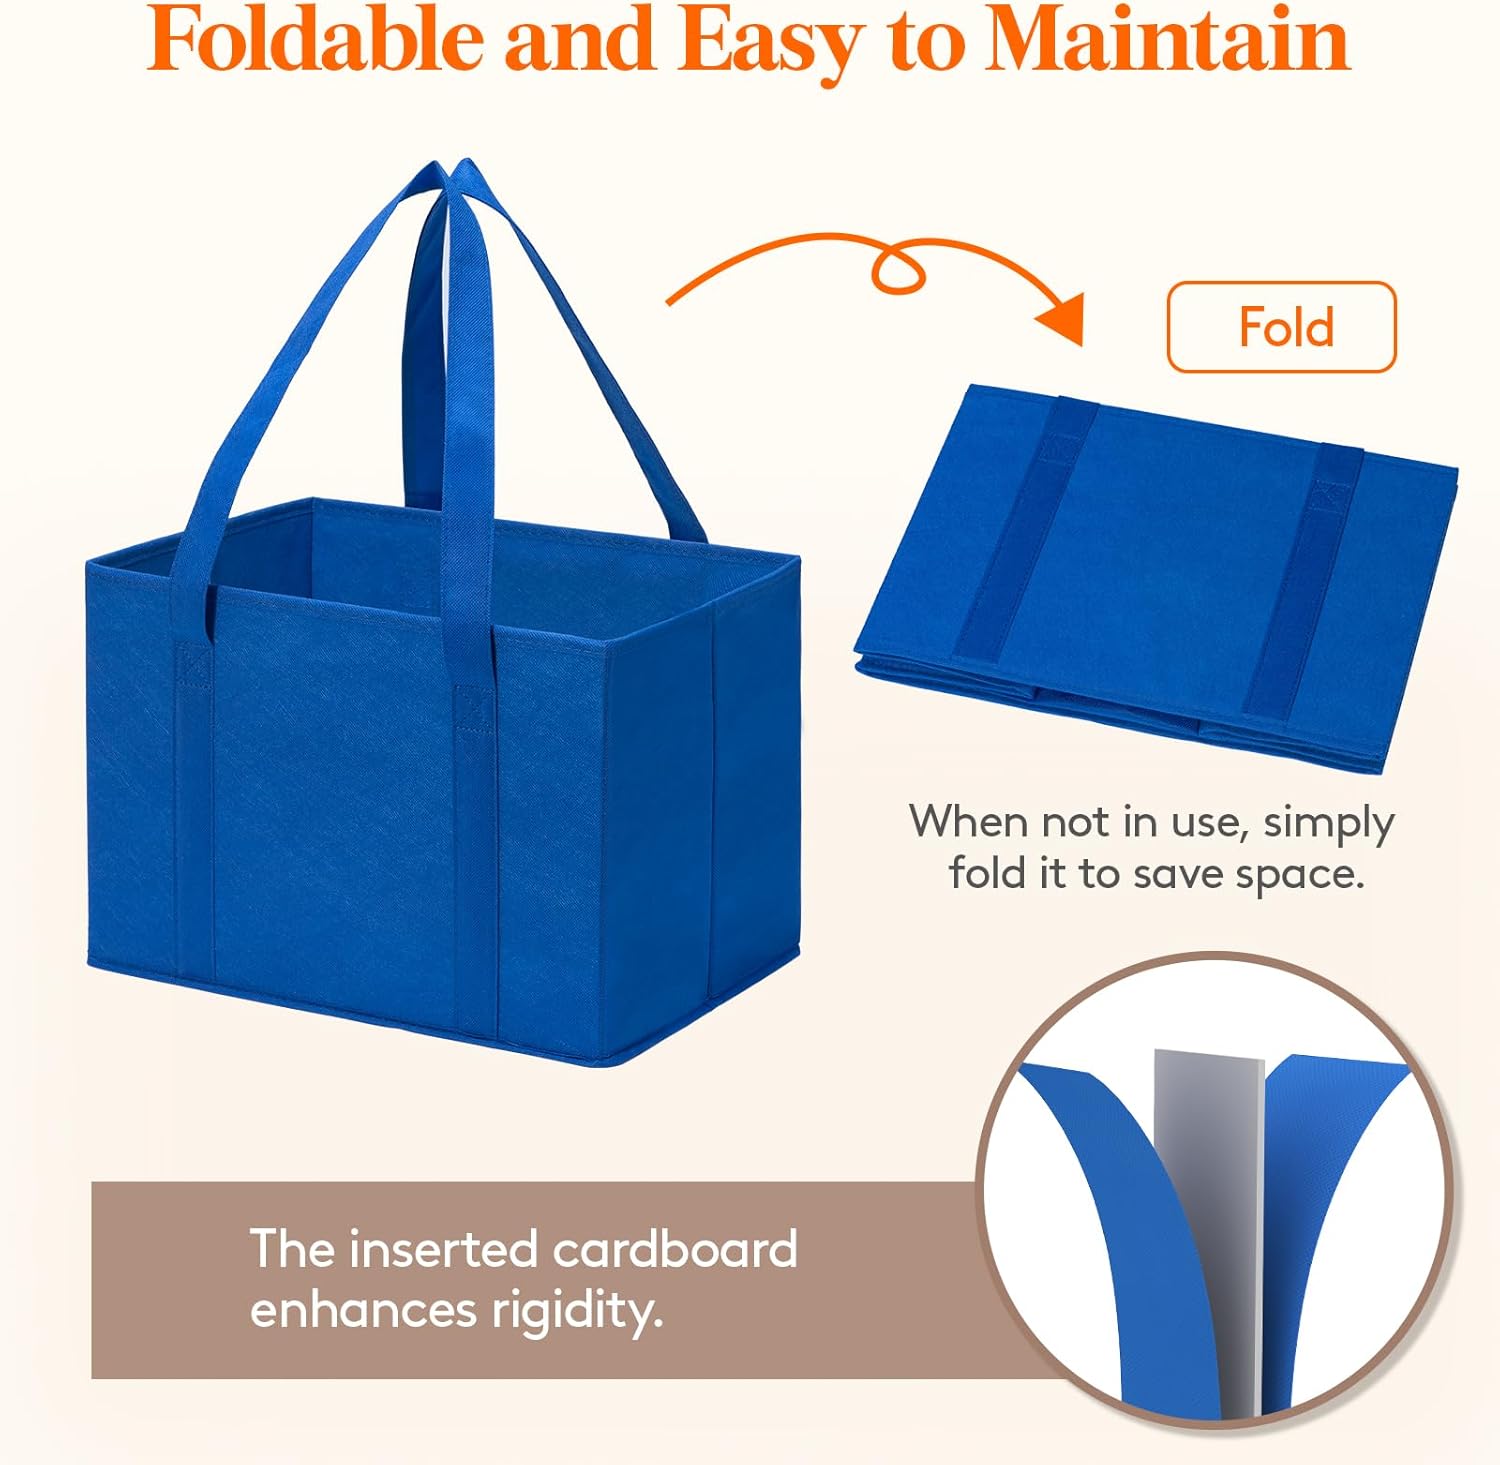 Foldable and Easy to Maintain
Fold
When not in use, simply
fold it to save space.
The inserted cardboard
enhances rigidity.